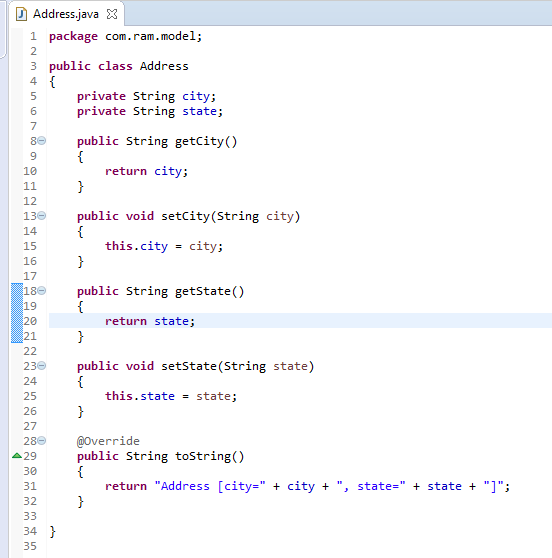 Address.java
1 package com.ram.model;
2
3 public class Address
4 {
5     private String city;
6     private String state;
7
8     public String getCity()
9     {
10         return city;
11     }
12
13     public void setCity(String city)
14     {
15         this.city = city;
16     }
17
18     public String getState()
19     {
20         return state;
21     }
22
23     public void setState(String state)
24     {
25         this.state = state;
26     }
27
28     @Override
29     public String toString()
30     {
31         return "Address [city=" + city + ", state=" + state + "]";
32     }
33
34 }
35